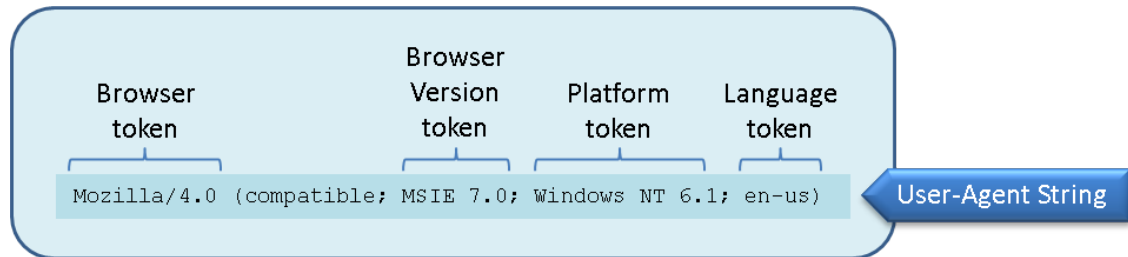 Browser token
Browser Version token
Platform token
Language token
Mozilla/4.0 (compatible; MSIE 7.0; Windows NT 6.1; en-us)
User-Agent String